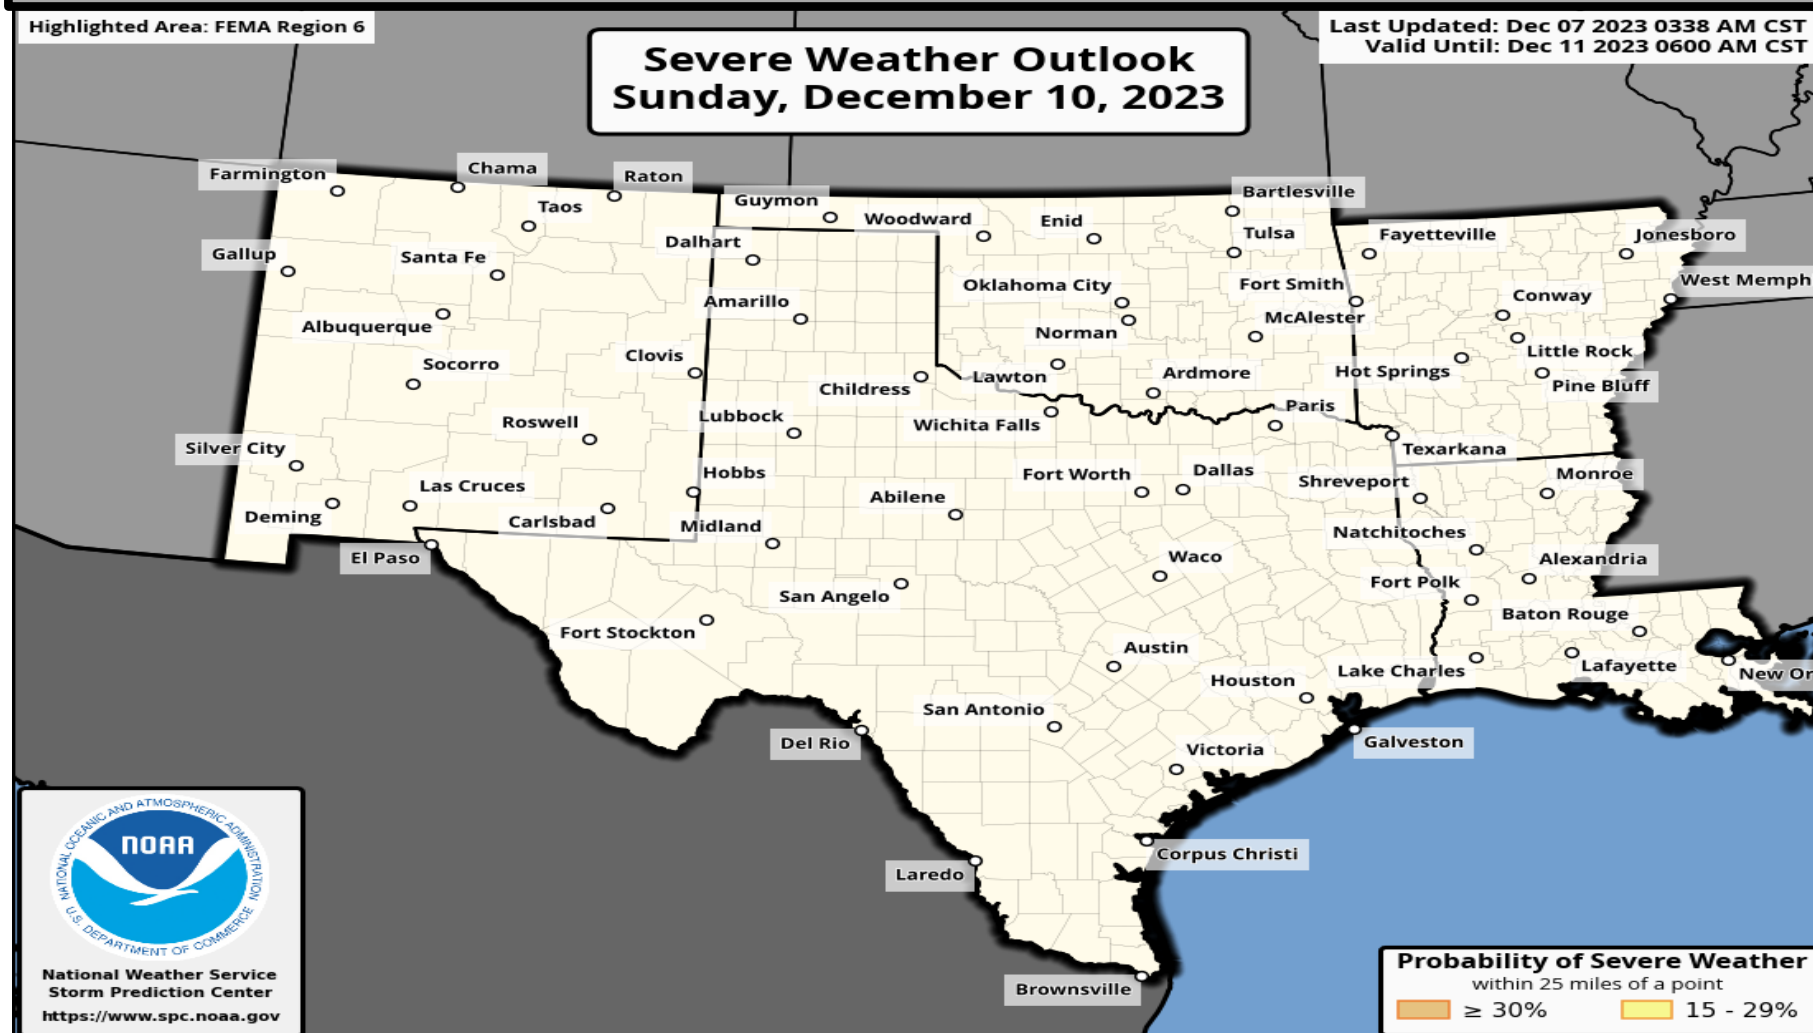 Highlighted Area: FEMA Region 6
Last Updated: Dec 07 2023 0338 AM CST
Valid Until: Dec 11 2023 0600 AM CST
Severe Weather Outlook
Sunday, December 10, 2023
Farmington
Chama
Raton
Taos
Guymon
Woodward
Enid
Bartlesville
Gallup
Santa Fe
Dalhart
Tulsa
Fayetteville
Jonesboro
Albuquerque
Amarillo
Oklahoma City
Fort Smith
Conway
West Memph
Norman
McAlester
Socorro
Clovis
Childress
Lawton
Ardmore
Hot Springs
Little Rock
Pine Bluff
Roswell
Lubbock
Wichita Falls
Paris
Silver City
Texarkana
Las Cruces
Hobbs
Fort Worth
Dallas
Shreveport
Monroe
Deming
Carlsbad
Midland
Abilene
Natchitoches
El Paso
Waco
Alexandria
San Angelo
Fort Polk
Fort Stockton
Baton Rouge
Austin
Lake Charles
Lafayette
New Or
Houston
San Antonio
Del Rio
Victoria
Galveston
Laredo
Corpus Christi
Brownsville
NATIONAL OCEANIC AND ATMOSPHERIC ADMINISTRATION
NOAA
U.S. DEPARTMENT OF COMMERCE
National Weather Service
Storm Prediction Center
https://www.spc.noaa.gov
Probability of Severe Weather
within 25 miles of a point
≥ 30%
15 - 29%